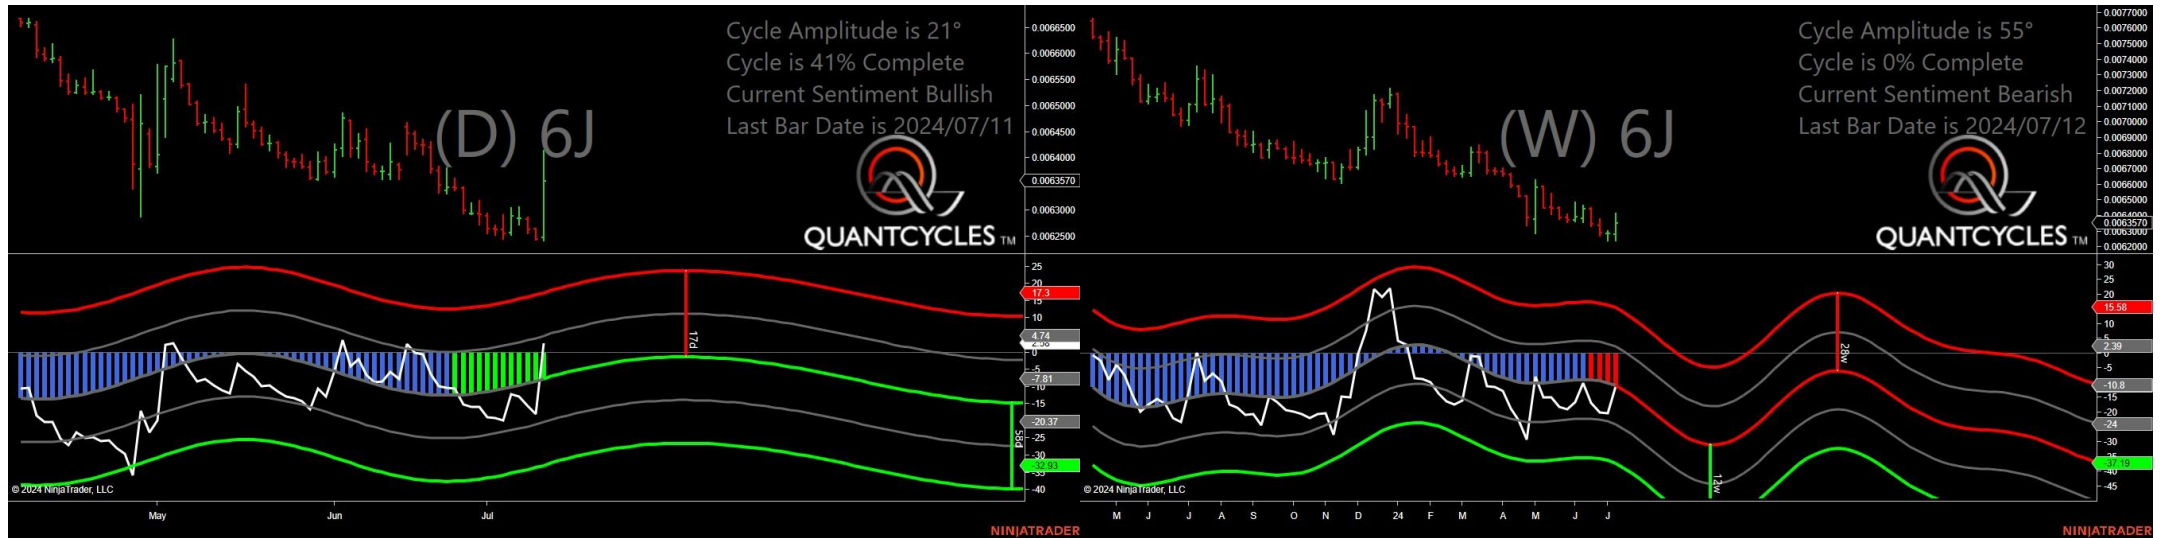 Cycle Amplitude is 21°
Cycle is 41% Complete
Current Sentiment Bullish
Last Bar Date is 2024/07/11
(D) 6J
QUANTCYCLES TM
0.0066500
0.0066000
0.0065500
0.0065000
0.0064500
0.0064000
0.0063570
0.0063000
0.0062500
25
20
17.3
15
10
4.74
0
-5
-7.81
-10
-15
-20.37
-25
-30
-32.93
-35
-40
17d
58d
© 2024 NinjaTrader, LLC
May
Jun
Jul
NINJATRADER
Cycle Amplitude is 55°
Cycle is 0% Complete
Current Sentiment Bearish
Last Bar Date is 2024/07/12
(W) 6J
QUANTCYCLES TM
0.0077000
0.0076000
0.0075000
0.0074000
0.0073000
0.0072000
0.0071000
0.0070000
0.0069000
0.0068000
0.0067000
0.0066000
0.0065000
0.0064000
0.0063570
0.0063000
0.0062000
30
25
20
15.58
10
2.39
-5
-10.8
-15
-20
-24
-30
-37.19
-40
-45
28w
12w
© 2024 NinjaTrader, LLC
M J J A S O N D 24 F M A M J J
NINJATRADER